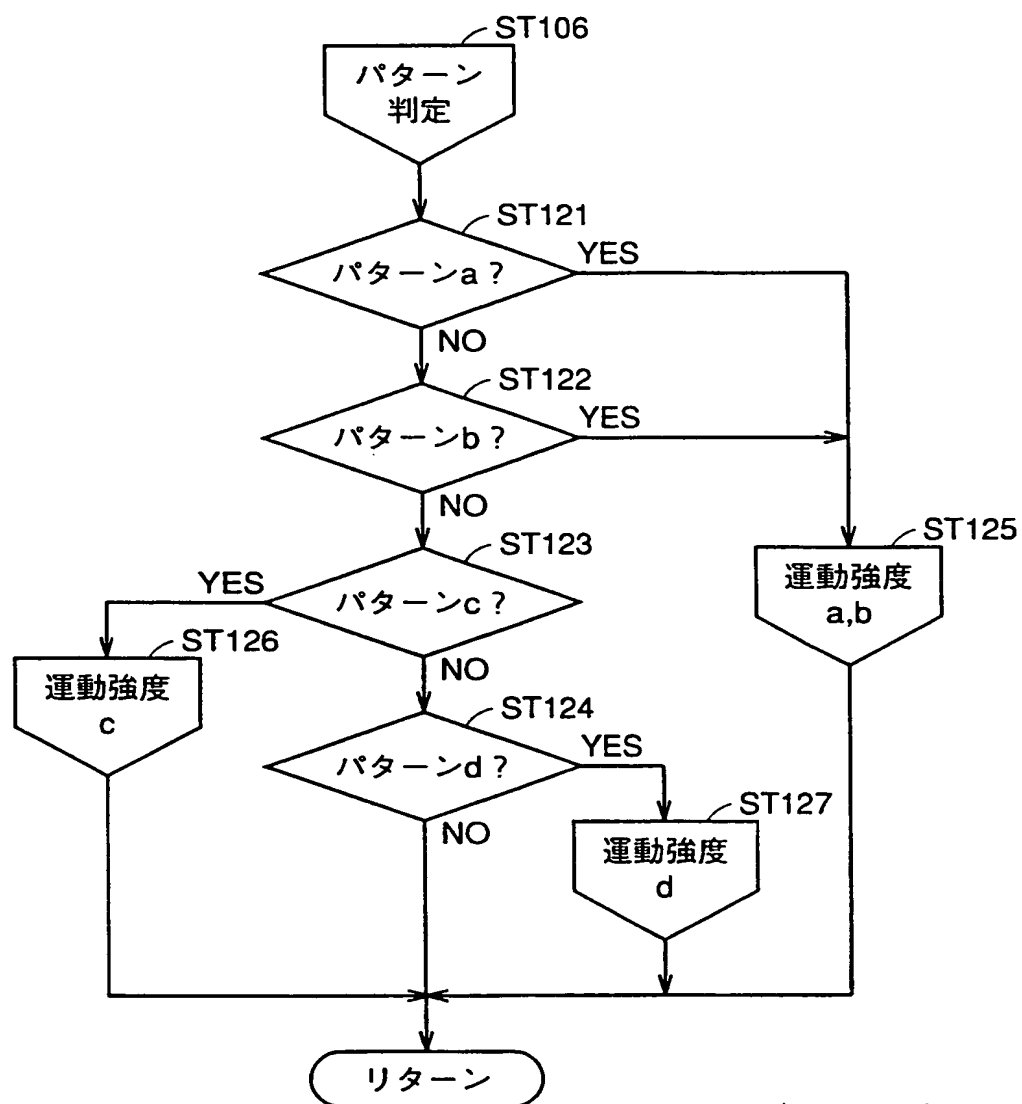 ST106
パターン
判定
ST121
パターンa?
YES
NO
ST122
パターンb?
YES
NO
ST123
パターンc?
YES
NO
ST125
運動強度
a,b
ST126
運動強度
c
ST124
パターンd?
YES
NO
ST127
運動強度
d
リターン